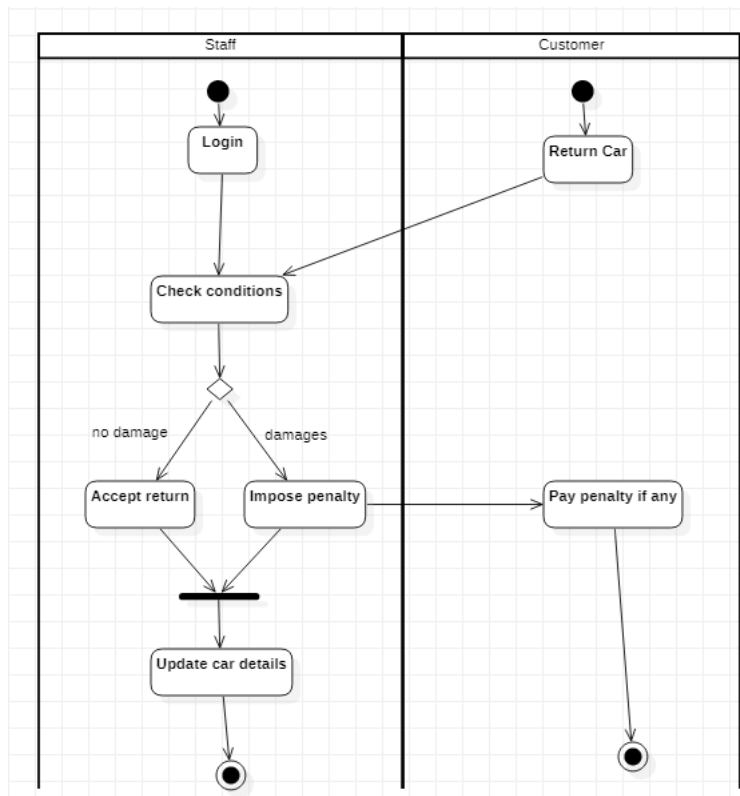 Staff
Customer
Login
Return Car
Check conditions
no damage
damages
Accept return
Impose penalty
Pay penalty if any
Update car details